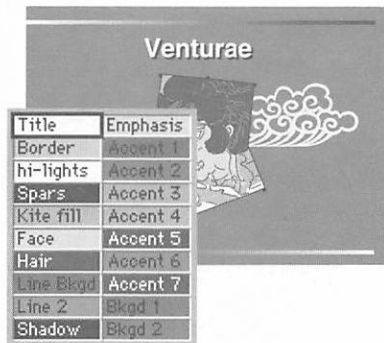 Venturae
Title Emphasis
Border Accent 1
hi-lights Accent 2
Spars Accent 3
Kite fill Accent 4
Face Accent 5
Hair Accent 6
Line Bkgd Accent 7
Line 2 Bkgd 1
Shadow Bkgd 2